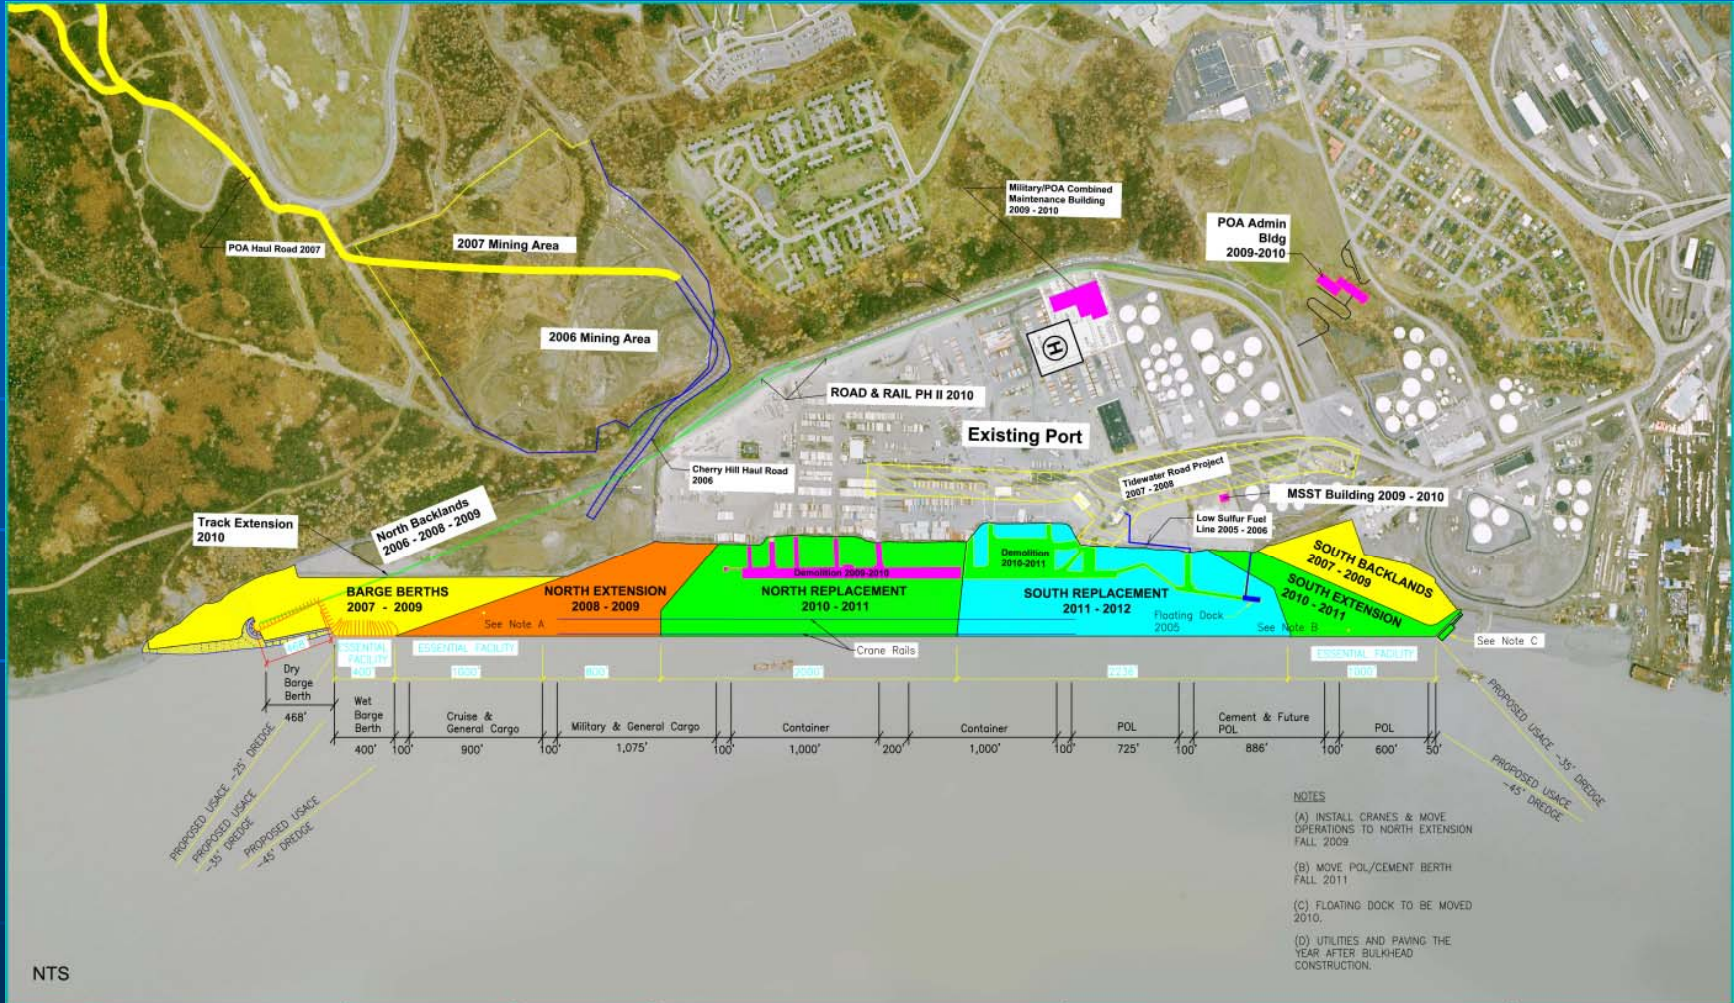 POA Haul Road 2007
2007 Mining Area
2006 Mining Area
Military/POA Combined
Maintenance Building
2009 - 2010
POA Admin
Bldg
2009-2010
H
ROAD & RAIL PH II 2010
Existing Port
Cherry Hill Haul Road
2006
Tidewater Road Project
2007 - 2008
MSST Building 2009 - 2010
Low Sulfur Fuel
Line 2005 - 2006
Track Extension
2010
North Backlands
2006 - 2008 - 2009
BARGE BERTHS
2007 - 2009
NORTH EXTENSION
2008 - 2009
See Note A
Demolition 2009-2010
NORTH REPLACEMENT
2010 - 2011
Demolition
2010-2011
SOUTH REPLACEMENT
2011 - 2012
Floating Dock
2005
See Note B
SOUTH BACKLANDS
2007 - 2009
SOUTH EXTENSION
2010 - 2011
See Note C
Crane Rails
468'
ESSENTIAL
FACILITY
400'
ESSENTIAL FACILITY
1000'
800'
2000'
2236'
ESSENTIAL FACILITY
1000'
Dry
Barge
Berth
468'
Wet
Barge
Berth
400'
100'
Cruise &
General Cargo
900'
100'
Military & General Cargo
1,075'
100'
Container
1,000'
200'
Container
1,000'
100'
POL
725'
100'
Cement & Future
POL
886'
100'
POL
600'
50'
PROPOSED USACE -25' DREDGE
PROPOSED USACE
-35' DREDGE
PROPOSED USACE
-45' DREDGE
PROPOSED USACE -35' DREDGE
PROPOSED USACE
-45' DREDGE
NOTES
(A) INSTALL CRANES & MOVE
OPERATIONS TO NORTH EXTENSION
FALL 2009
(B) MOVE POL/CEMENT BERTH
FALL 2011
(C) FLOATING DOCK TO BE MOVED
2010.
(D) UTILITIES AND PAVING THE
YEAR AFTER BULKHEAD
CONSTRUCTION.
NTS